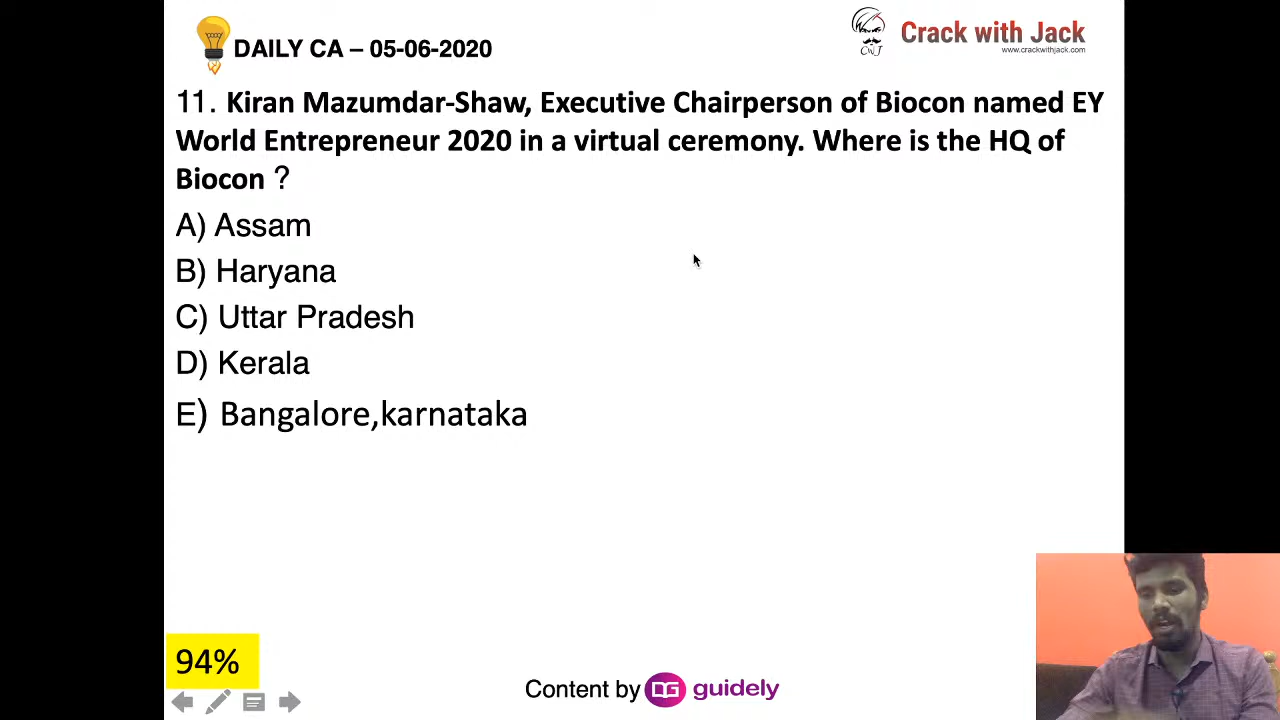 DAILY CA – 05-06-2020
CWJ
Crack with Jack
www.crackwithjack.com
11. Kiran Mazumdar-Shaw, Executive Chairperson of Biocon named EY
World Entrepreneur 2020 in a virtual ceremony. Where is the HQ of
Biocon ?
A) Assam
B) Haryana
C) Uttar Pradesh
D) Kerala
E) Bangalore,karnataka
94%
Content by DG guidely